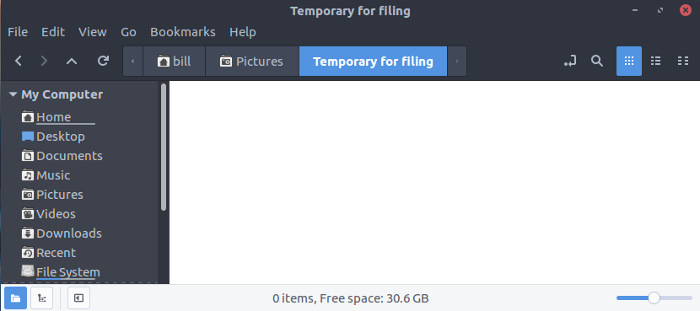 Temporary for filing
File Edit View Go Bookmarks Help
bill Pictures Temporary for filing
My Computer
Home
Desktop
Documents
Music
Pictures
Videos
Downloads
Recent
File System
0 items, Free space: 30.6 GB